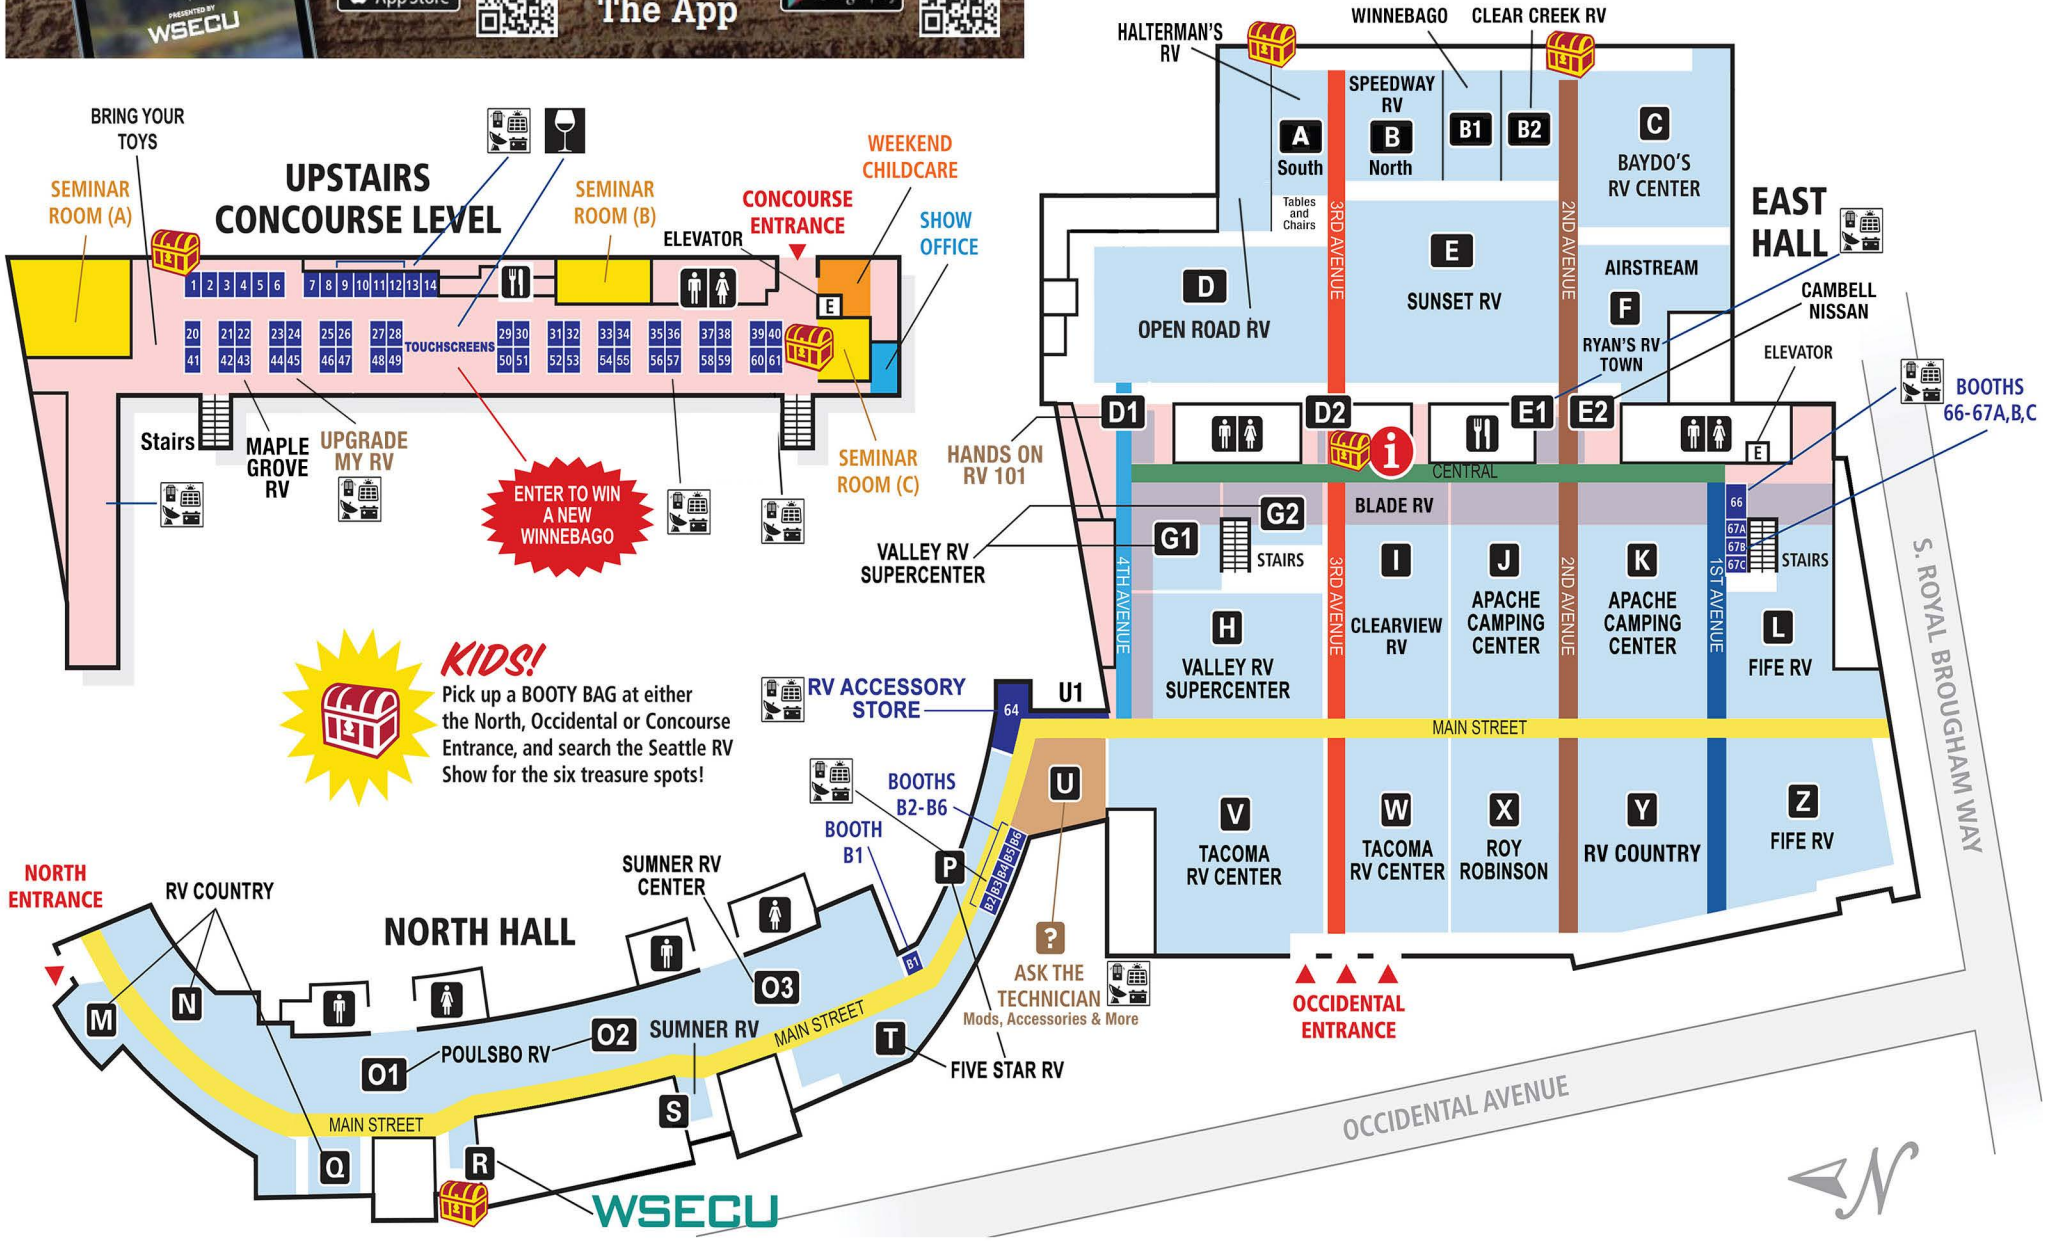 PRESENTED BY
WSECU
App Store
The App
BRING YOUR
TOYS
UPSTAIRS
CONCOURSE LEVEL
SEMINAR
ROOM (A)
SEMINAR
ROOM (B)
WEEKEND
CHILDCARE
CONCOURSE
ENTRANCE
SHOW
OFFICE
ELEVATOR
E
1 2 3 4 5 6
7 8 9 10 11 12 13 14
20 21 22 23 24 25 26 27 28
29 30 31 32 33 34 35 36 37 38 39 40
TOUCHSCREENS
41 42 43 44 45 46 47 48 49
50 51 52 53 54 55 56 57 58 59 60 61
Stairs
MAPLE
GROVE
RV
UPGRADE
MY RV
ENTER TO WIN
A NEW
WINNEBAGO
SEMINAR
ROOM (C)
KIDS!
Pick up a BOOTY BAG at either
the North, Occidental or Concourse
Entrance, and search the Seattle RV
Show for the six treasure spots!
HALTERMAN'S
RV
WINNEBAGO
CLEAR CREEK RV
SPEEDWAY
RV
A
South
B
North
B1
B2
C
BAYDO'S
RV CENTER
Tables
and
Chairs
3RD AVENUE
2ND AVENUE
EAST
HALL
D
OPEN ROAD RV
E
SUNSET RV
AIRSTREAM
F
RYAN'S RV
TOWN
CAMBELL
NISSAN
ELEVATOR
E
BOOTHS
66-67A,B,C
D1
D2
E1
E2
HANDS ON
RV 101
i
CENTRAL
BLADE RV
66
67A
67B
67C
G1
G2
VALLEY RV
SUPERCENTER
STAIRS
STAIRS
4TH AVENUE
3RD AVENUE
2ND AVENUE
1ST AVENUE
H
VALLEY RV
SUPERCENTER
I
CLEARVIEW
RV
J
APACHE
CAMPING
CENTER
K
APACHE
CAMPING
CENTER
L
FIFE RV
S. ROYAL BROUGHAM WAY
MAIN STREET
RV ACCESSORY
STORE
64
U1
U
BOOTHS
B2-B6
BOOTH
B1
P
B2 B3 B4 B5 B6
B1
V
TACOMA
RV CENTER
W
TACOMA
RV CENTER
X
ROY
ROBINSON
Y
RV COUNTRY
Z
FIFE RV
?
ASK THE
TECHNICIAN
Mods, Accessories & More
OCCIDENTAL
ENTRANCE
NORTH
ENTRANCE
RV COUNTRY
NORTH HALL
SUMNER RV
CENTER
M
N
O1
POULSBO RV
O2
O3
SUMNER RV
MAIN STREET
T
FIVE STAR RV
MAIN STREET
Q
R
S
WSECU
OCCIDENTAL AVENUE
N